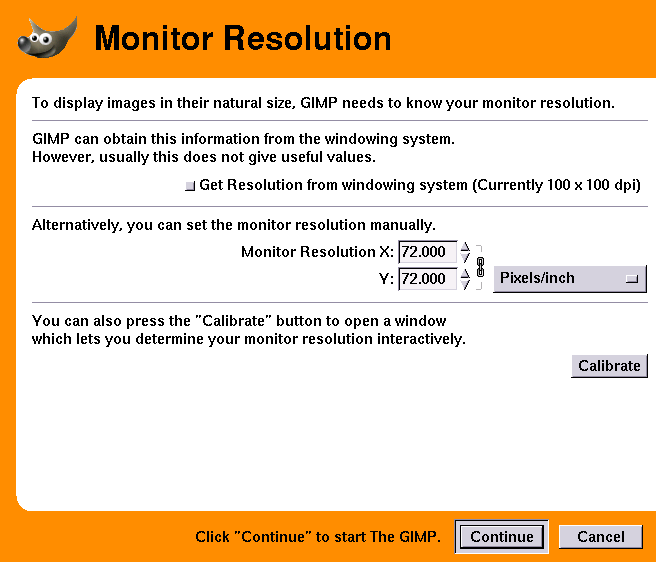 Monitor Resolution
To display images in their natural size, GIMP needs to know your monitor resolution.
GIMP can obtain this information from the windowing system.
However, usually this does not give useful values.
Get Resolution from windowing system (Currently 100 x 100 dpi)
Alternatively, you can set the monitor resolution manually.
Monitor Resolution X: 72.000
Y: 72.000 Pixels/inch
You can also press the "Calibrate" button to open a window
which lets you determine your monitor resolution interactively.
Calibrate
Click "Continue" to start The GIMP. Continue Cancel